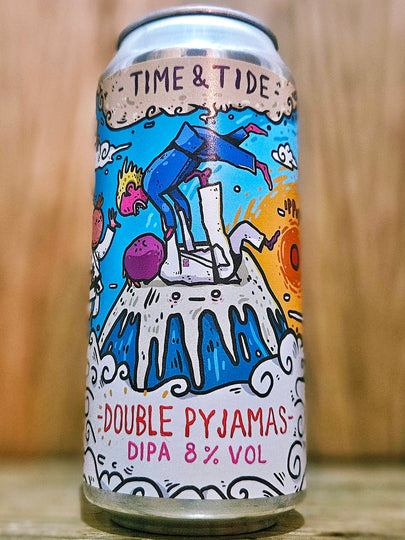 - TIME & TIDE -
-DOUBLE PYJAMAS-
DIPA 8% VOL